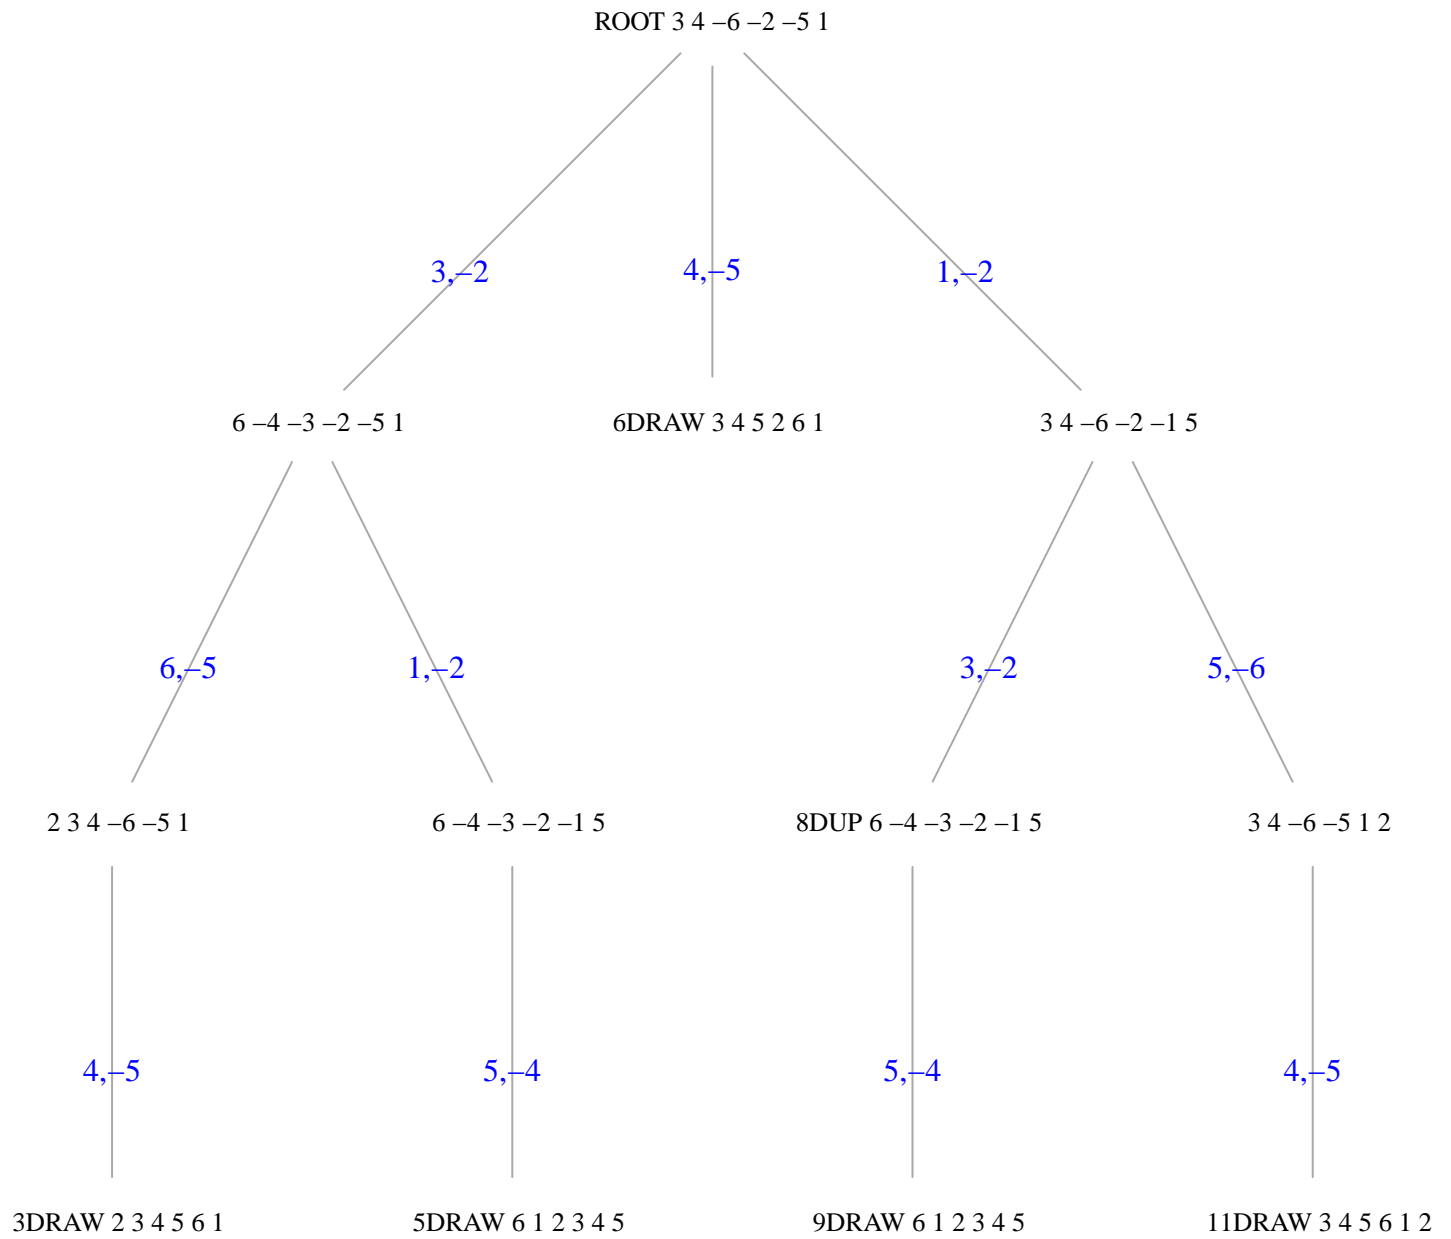 ROOT 3 4 –6 –2 –5 1
3,–2
4,–5
1,–2
6 –4 –3 –2 –5 1
6DRAW 3 4 5 2 6 1
3 4 –6 –2 –1 5
6,–5
1,–2
3,–2
5,–6
2 3 4 –6 –5 1
6 –4 –3 –2 –1 5
8DUP 6 –4 –3 –2 –1 5
3 4 –6 –5 1 2
4,–5
5,–4
5,–4
4,–5
3DRAW 2 3 4 5 6 1
5DRAW 6 1 2 3 4 5
9DRAW 6 1 2 3 4 5
11DRAW 3 4 5 6 1 2